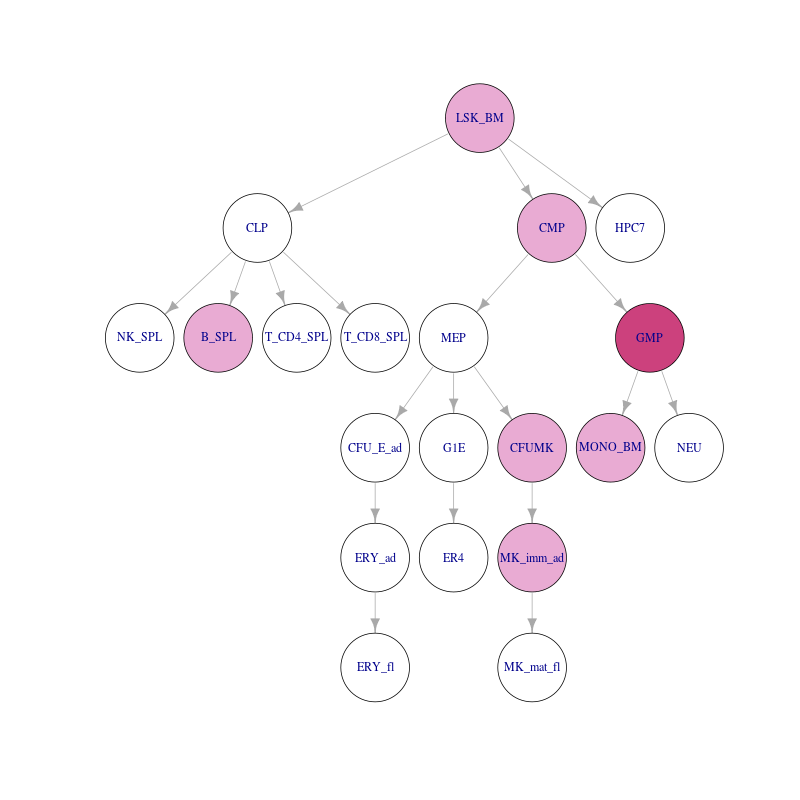 LSK_BM
CLP
CMP
HPC7
NK_SPL
B_SPL
T_CD4_SPL
T_CD8_SPL
MEP
GMP
CFU_E_ad
G1E
CFUMK
MONO_BM
NEU
ERY_ad
ER4
MK_imm_ad
ERY_fl
MK_mat_fl